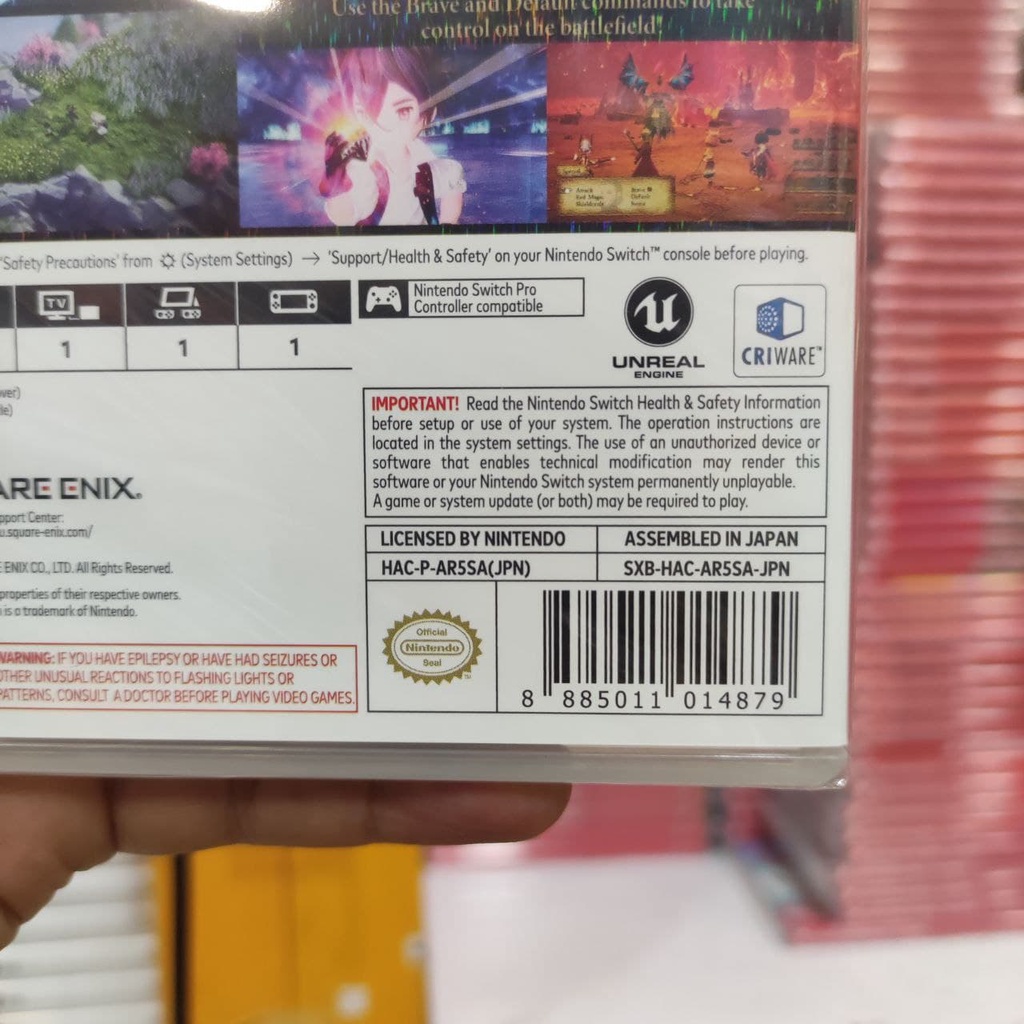 Use the Brave and Default commands to take
control on the battlefield!
'Safety Precautions' from (System Settings) → 'Support/Health & Safety' on your Nintendo Switch™ console before playing.
TV
1
1
1
Nintendo Switch Pro
Controller compatible
UNREAL
ENGINE
CRIWARE™
ver)
le)
IMPORTANT! Read the Nintendo Switch Health & Safety Information
before setup or use of your system. The operation instructions are
located in the system settings. The use of an unauthorized device or
software that enables technical modification may render this
software or your Nintendo Switch system permanently unplayable.
A game or system update (or both) may be required to play.
ARE ENIX®
pport Center:
u.square-enix.com/
E ENIX CO., LTD. All Rights Reserved.
properties of their respective owners.
is a trademark of Nintendo.
LICENSED BY NINTENDO
ASSEMBLED IN JAPAN
HAC-P-AR5SA(JPN)
SXB-HAC-AR5SA-JPN
Official
Nintendo
Seal
WARNING: IF YOU HAVE EPILEPSY OR HAVE HAD SEIZURES OR
OTHER UNUSUAL REACTIONS TO FLASHING LIGHTS OR
PATTERNS, CONSULT A DOCTOR BEFORE PLAYING VIDEO GAMES.
8 885011 014879